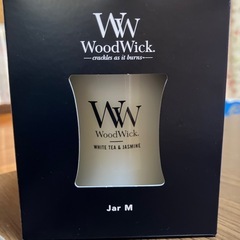 WW
WoodWick.
crackles as it burns
WW
WoodWick.
WHITE TEA & JASMINE
Jar M